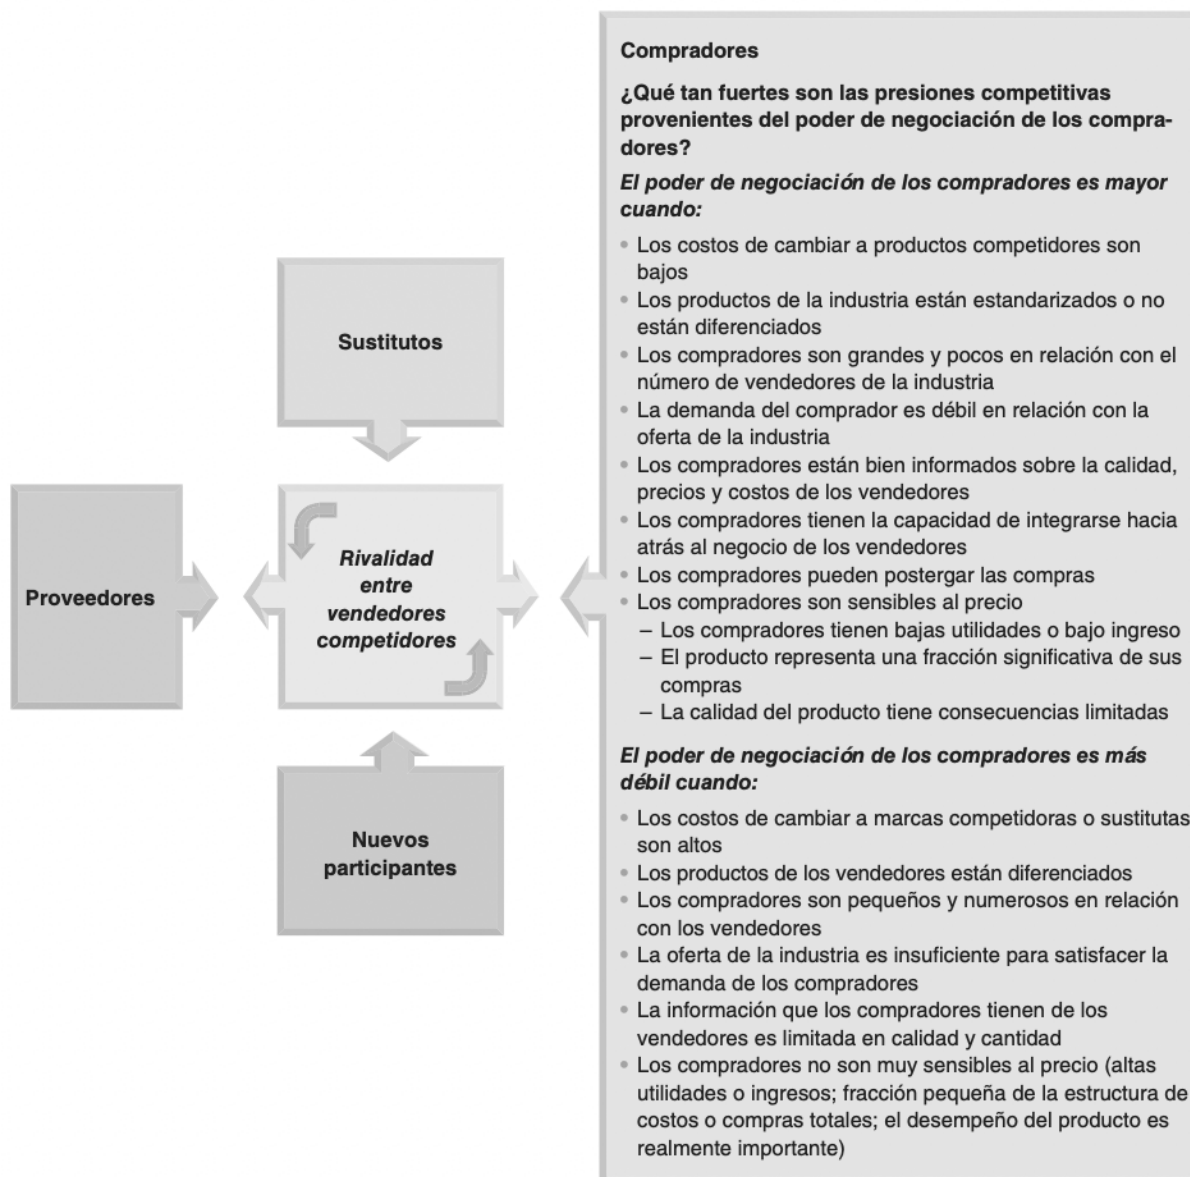 Compradores
¿Qué tan fuertes son las presiones competitivas
provenientes del poder de negociación de los compra-
dores?
El poder de negociación de los compradores es mayor
cuando:
• Los costos de cambiar a productos competidores son
bajos
• Los productos de la industria están estandarizados o no
están diferenciados
• Los compradores son grandes y pocos en relación con el
número de vendedores de la industria
• La demanda del comprador es débil en relación con la
oferta de la industria
• Los compradores están bien informados sobre la calidad,
precios y costos de los vendedores
• Los compradores tienen la capacidad de integrarse hacia
atrás al negocio de los vendedores
• Los compradores pueden postergar las compras
• Los compradores son sensibles al precio
– Los compradores tienen bajas utilidades o bajo ingreso
– El producto representa una fracción significativa de sus
compras
– La calidad del producto tiene consecuencias limitadas
El poder de negociación de los compradores es más
débil cuando:
• Los costos de cambiar a marcas competidoras o sustitutas
son altos
• Los productos de los vendedores están diferenciados
• Los compradores son pequeños y numerosos en relación
con los vendedores
• La oferta de la industria es insuficiente para satisfacer la
demanda de los compradores
• La información que los compradores tienen de los
vendedores es limitada en calidad y cantidad
• Los compradores no son muy sensibles al precio (altas
utilidades o ingresos; fracción pequeña de la estructura de
costos o compras totales; el desempeño del producto es
realmente importante)
Sustitutos
Proveedores
Rivalidad
entre
vendedores
competidores
Nuevos
participantes